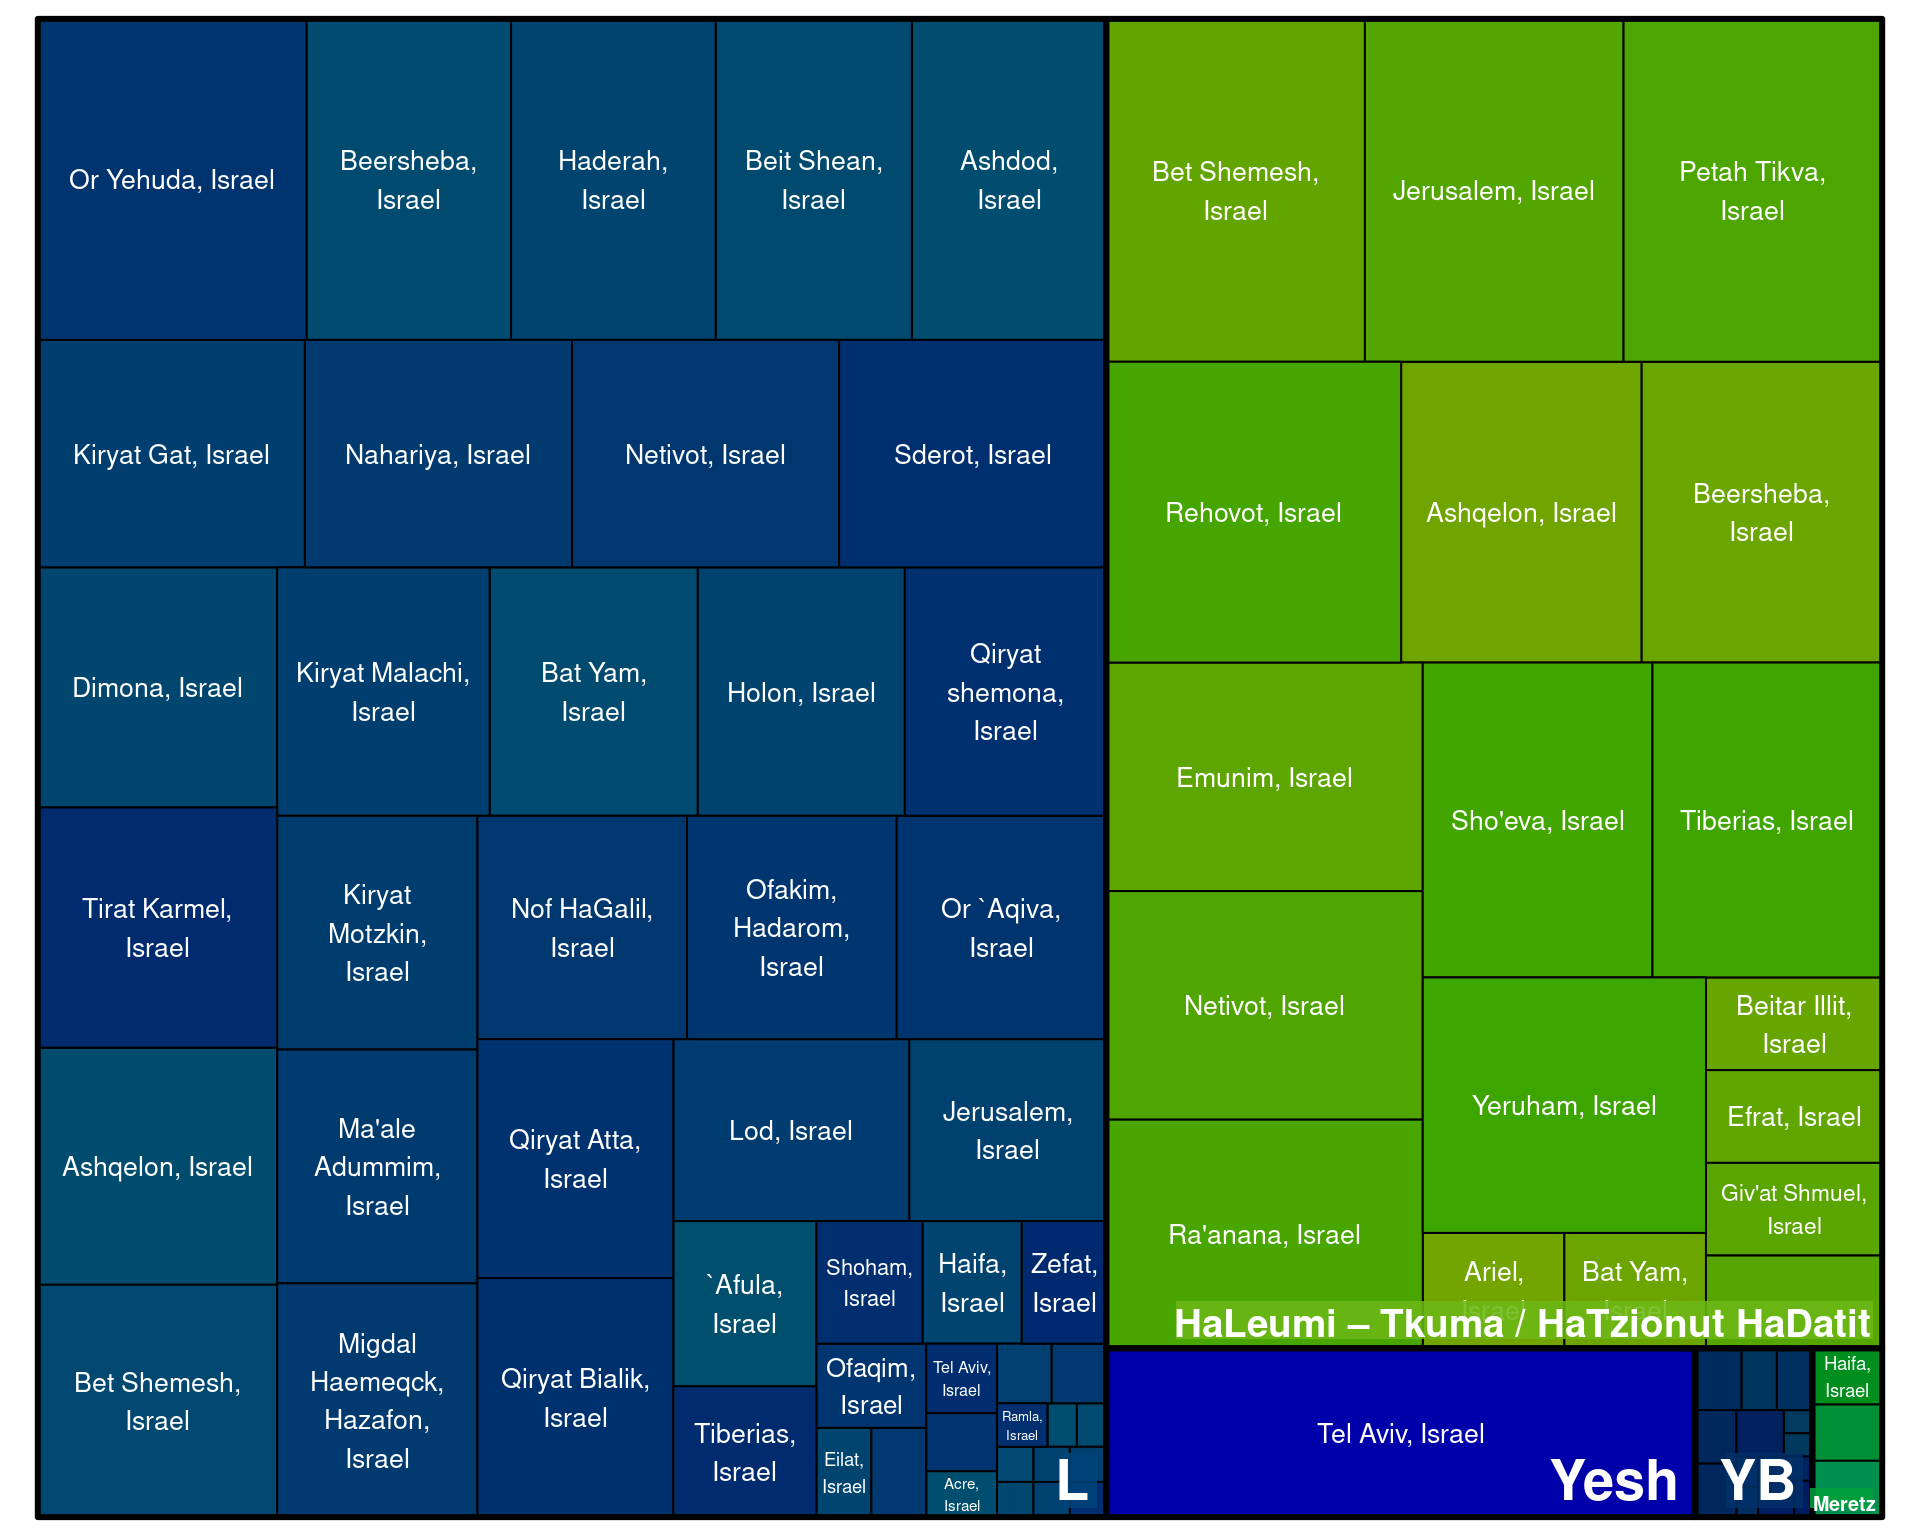 Or Yehuda, Israel
Beersheba,
Israel
Haderah,
Israel
Beit Shean,
Israel
Ashdod,
Israel
Kiryat Gat, Israel
Nahariya, Israel
Netivot, Israel
Sderot, Israel
Dimona, Israel
Kiryat Malachi,
Israel
Bat Yam,
Israel
Holon, Israel
Qiryat
shemona,
Israel
Tirat Karmel,
Israel
Kiryat
Motzkin,
Israel
Nof HaGalil,
Israel
Ofakim,
Hadarom,
Israel
Or `Aqiva,
Israel
Ashqelon, Israel
Ma'ale
Adummim,
Israel
Qiryat Atta,
Israel
Lod, Israel
Jerusalem,
Israel
Bet Shemesh,
Israel
Migdal
Haemeqck,
Hazafon,
Israel
Qiryat Bialik,
Israel
`Afula,
Israel
Shoham,
Israel
Haifa,
Israel
Zefat,
Israel
Tiberias,
Israel
Ofaqim,
Israel
Tel Aviv,
Israel
Ramla,
Israel
Eilat,
Israel
Acre,
Israel
L
Bet Shemesh,
Israel
Jerusalem, Israel
Petah Tikva,
Israel
Rehovot, Israel
Ashqelon, Israel
Beersheba,
Israel
Emunim, Israel
Sho'eva, Israel
Tiberias, Israel
Netivot, Israel
Yeruham, Israel
Beitar Illit,
Israel
Efrat, Israel
Giv'at Shmuel,
Israel
Ra'anana, Israel
Ariel,
Israel
Bat Yam,
Israel
HaLeumi – Tkuma / HaTzionut HaDatit
Tel Aviv, Israel
Yesh
YB
Haifa,
Israel
Meretz